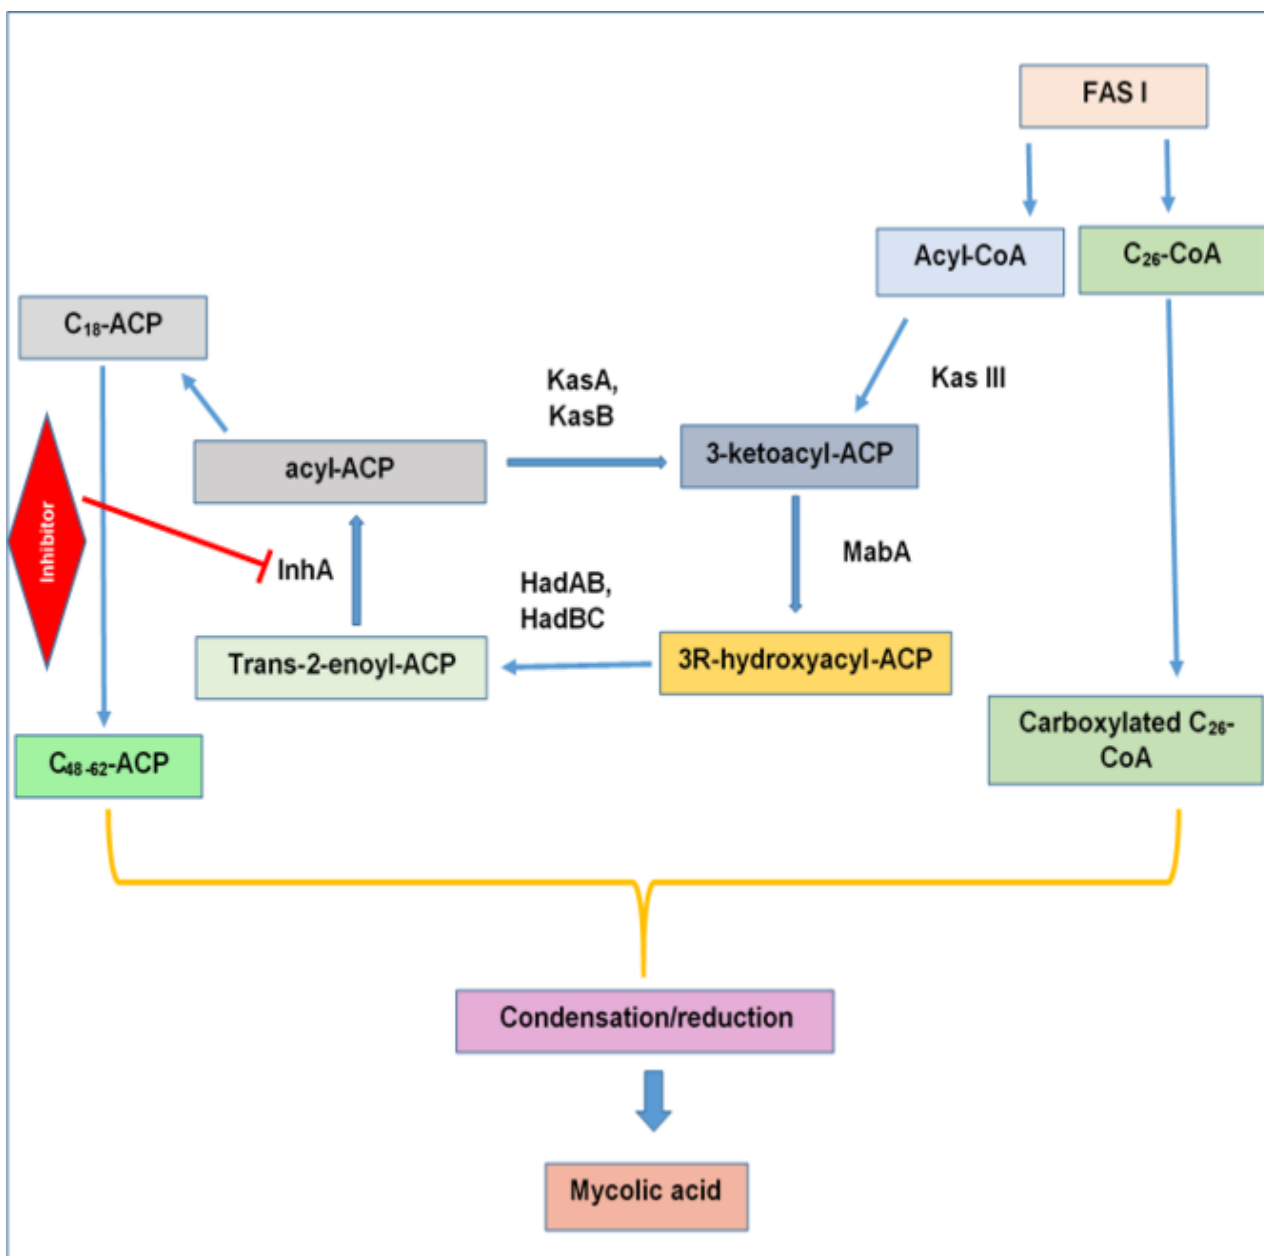 FAS I
Acyl-CoA
C₂₆-CoA
C₁₈-ACP
KasA,
KasB
Kas III
acyl-ACP
3-ketoacyl-ACP
Inhibitor
InhA
MabA
HadAB,
HadBC
Trans-2-enoyl-ACP
3R-hydroxyacyl-ACP
C₄₈₋₆₂-ACP
Carboxylated C₂₆-
CoA
Condensation/reduction
Mycolic acid